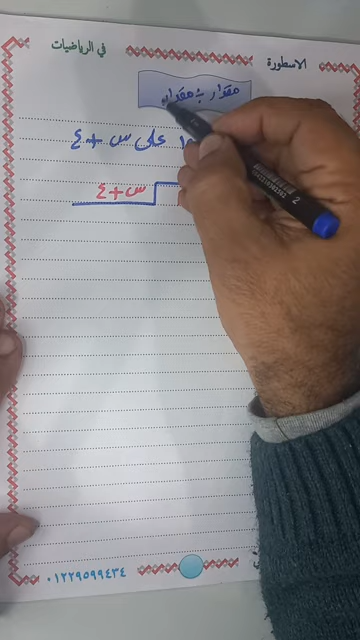 الاسطورة في الرياضيات
مقدار ÷ مقدار
على س + ٤
س + ٤
٠١٢٢٩٥٩٩٤٣٤